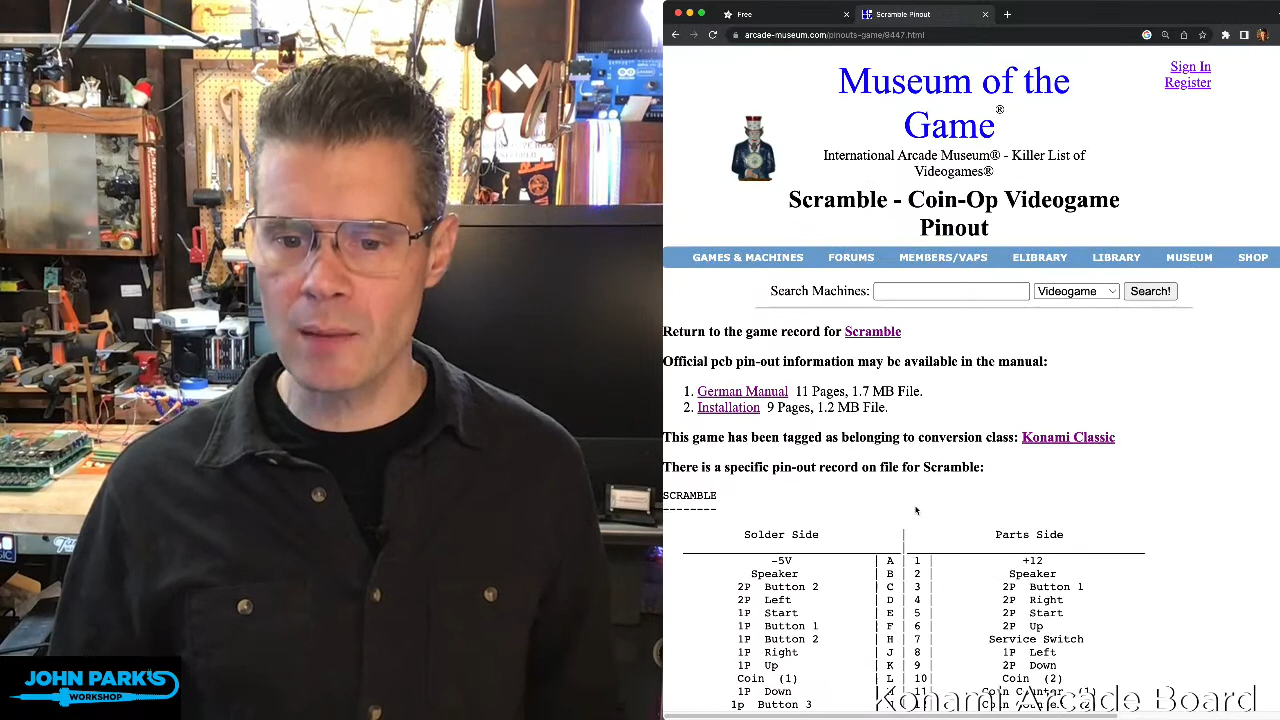 Free
Scramble Pinout
arcade-museum.com/pinouts-game/9447.html
Museum of the
Game®
Sign In
Register
International Arcade Museum® - Killer List of
Videogames®
Scramble - Coin-Op Videogame
Pinout
GAMES & MACHINES FORUMS MEMBERS/VAPS ELIBRARY LIBRARY MUSEUM SHOP
Search Machines: Videogame Search!
Return to the game record for Scramble
Official pcb pin-out information may be available in the manual:
1. German Manual 11 Pages, 1.7 MB File.
2. Installation 9 Pages, 1.2 MB File.
This game has been tagged as belonging to conversion class: Konami Classic
There is a specific pin-out record on file for Scramble:
SCRAMBLE
--------
Solder Side | Parts Side
-5V | A | 1 | +12
Speaker | B | 2 | Speaker
2P Button 2 | C | 3 | 2P Button 1
2P Left | D | 4 | 2P Right
1P Start | E | 5 | 2P Start
1P Button 1 | F | 6 | 2P Up
1P Button 2 | H | 7 | Service Switch
1P Right | J | 8 | 1P Left
1P Up | K | 9 | 2P Down
Coin (1) | L | 10 | Coin (2)
1P Down
1p Button 3
Konami Arcade Board
JOHN PARK'S
WORKSHOP